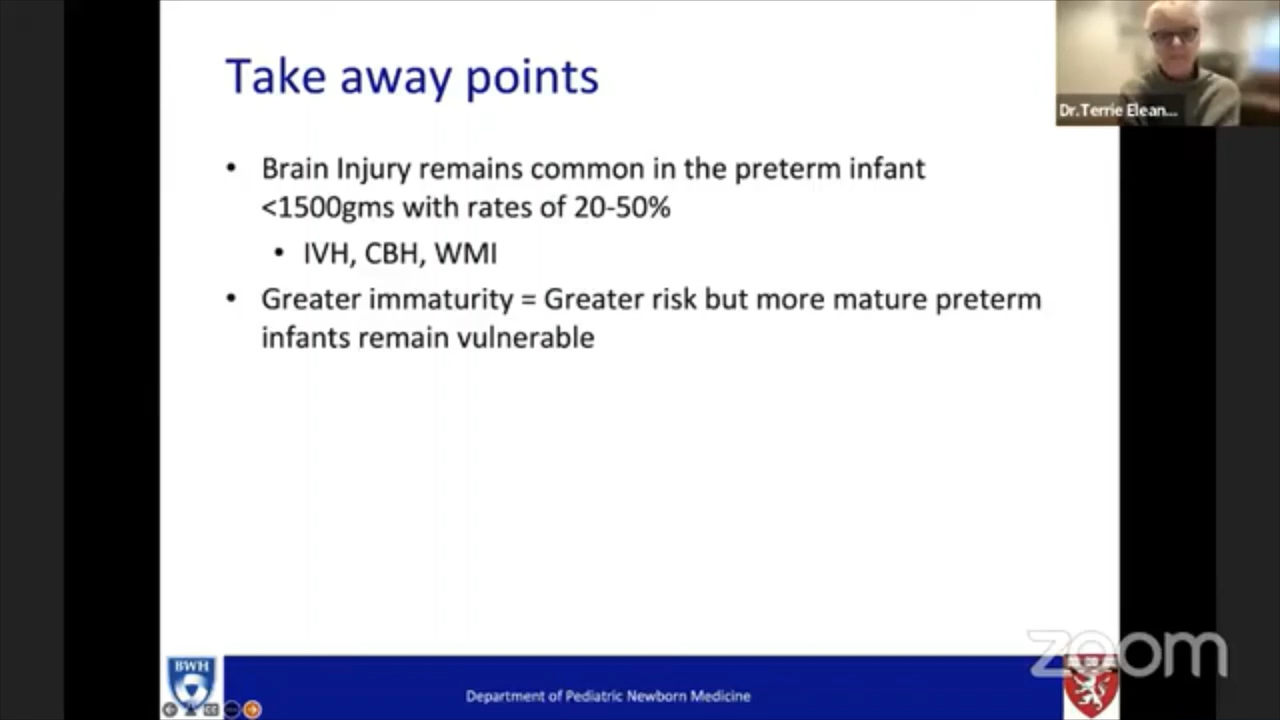 Take away points
Dr.Terrie Elean...
• Brain Injury remains common in the preterm infant
<1500gms with rates of 20-50%
• IVH, CBH, WMI
• Greater immaturity = Greater risk but more mature preterm
infants remain vulnerable
zoom
BWH
Department of Pediatric Newborn Medicine